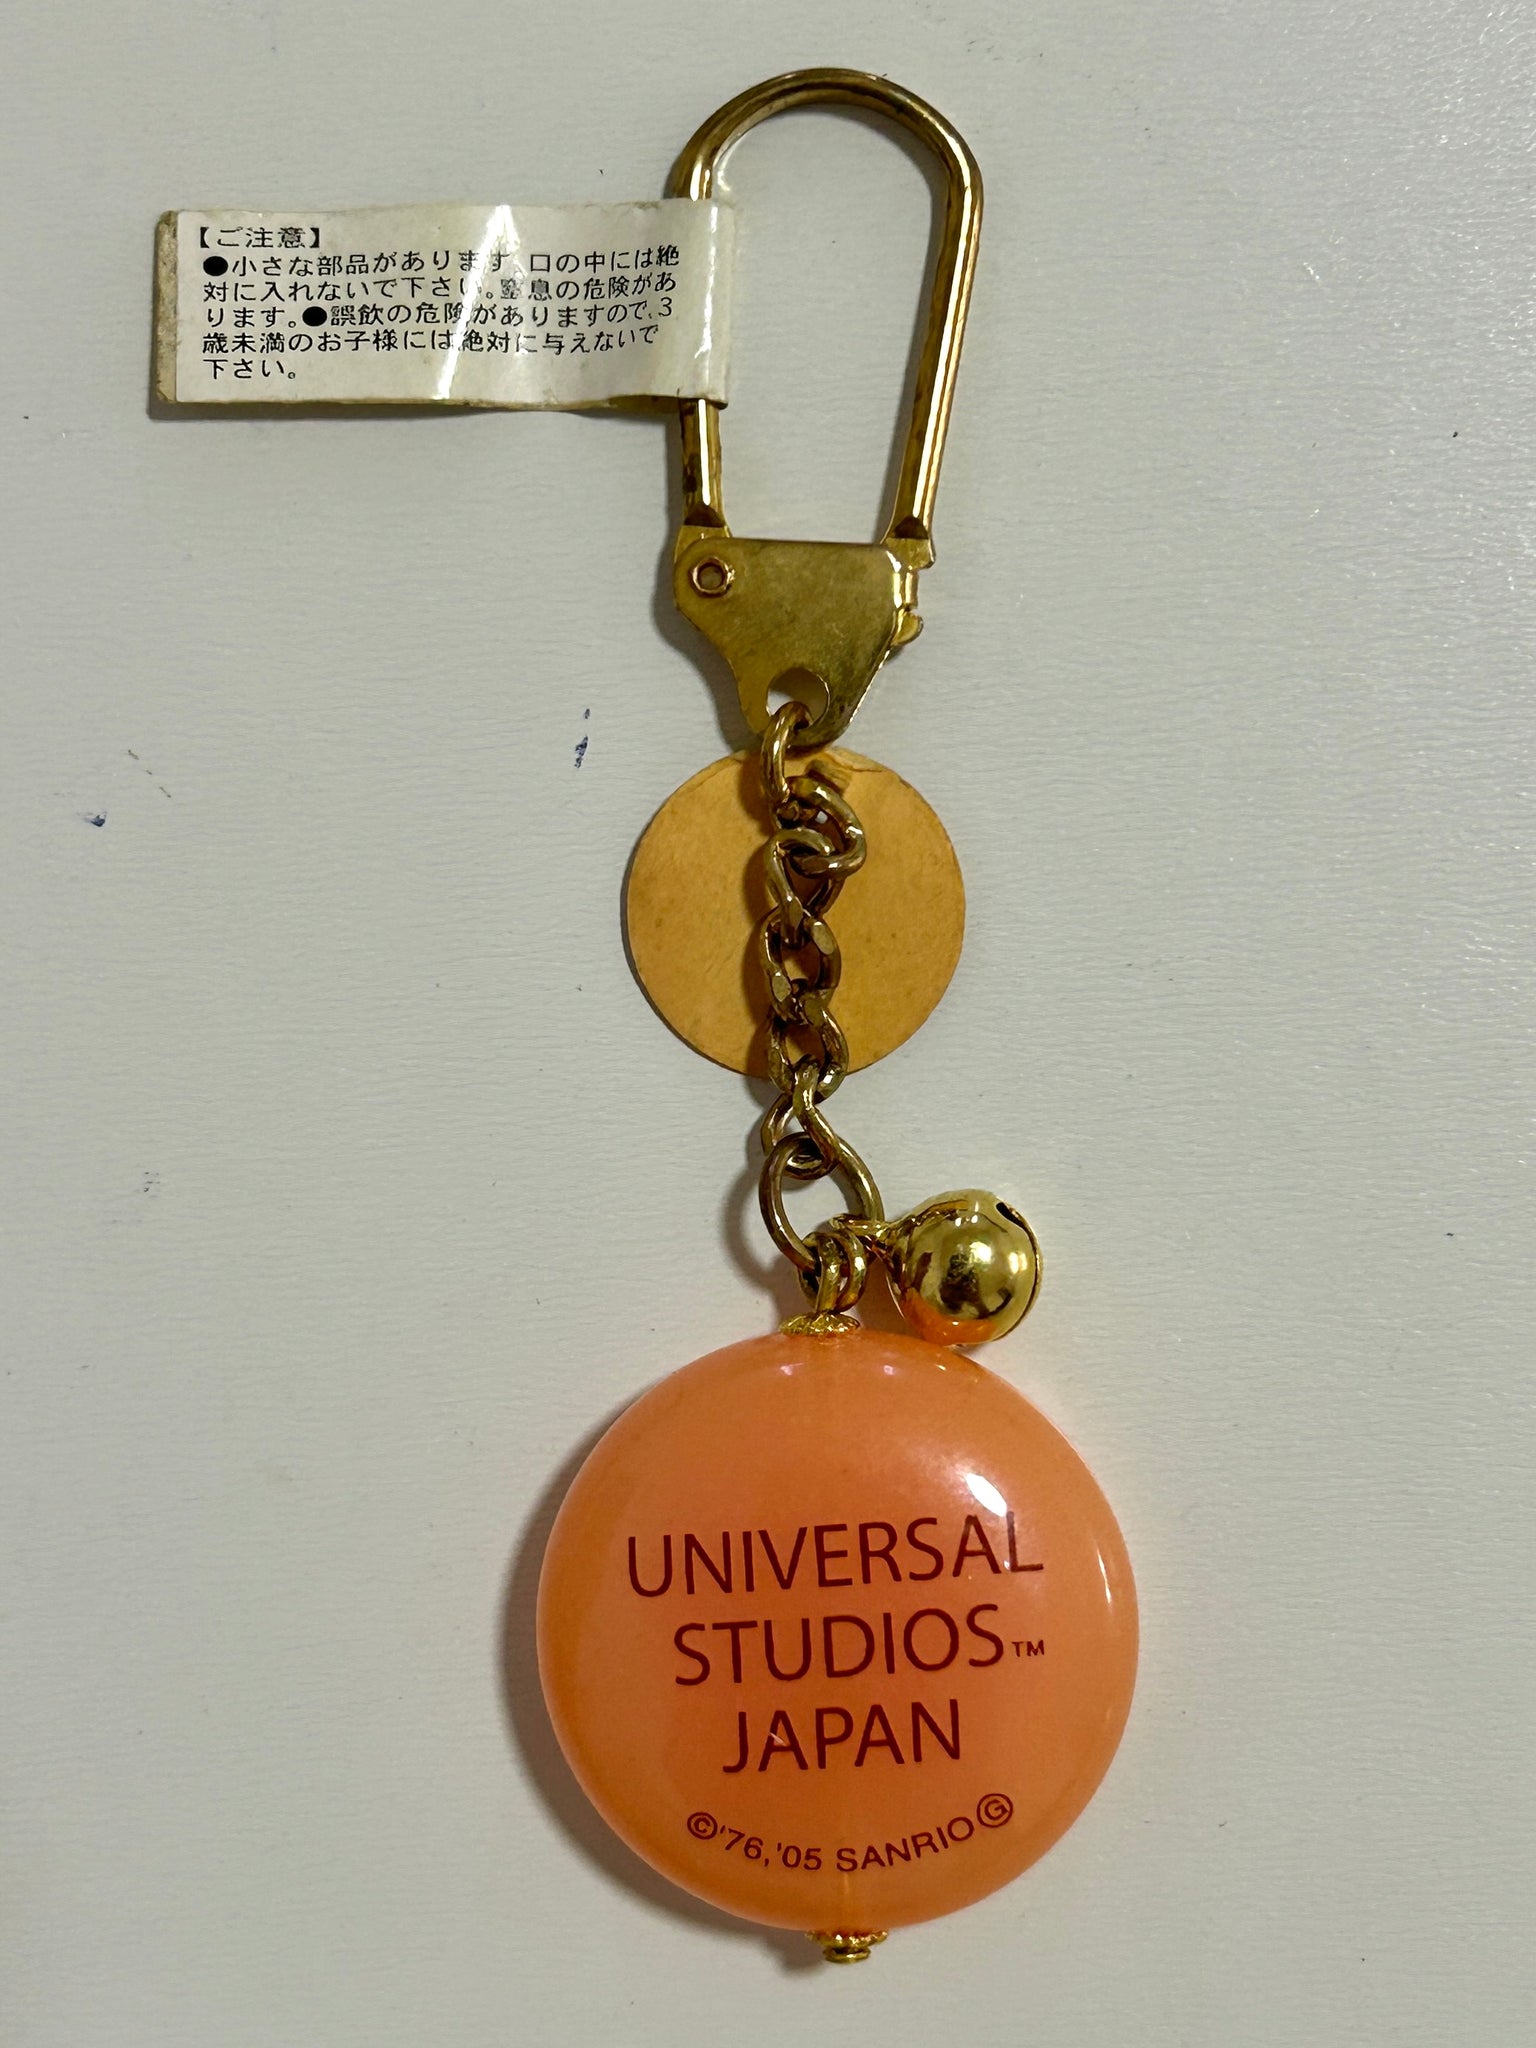 【ご注意】
●小さな部品があります。口の中には絶
対に入れないで下さい。窒息の危険があ
ります。●誤飲の危険がありますので、3
歳未満のお子様には絶対に与えないで
下さい。
UNIVERSAL
STUDIOS™
JAPAN
©'76,'05 SANRIO Ⓖ